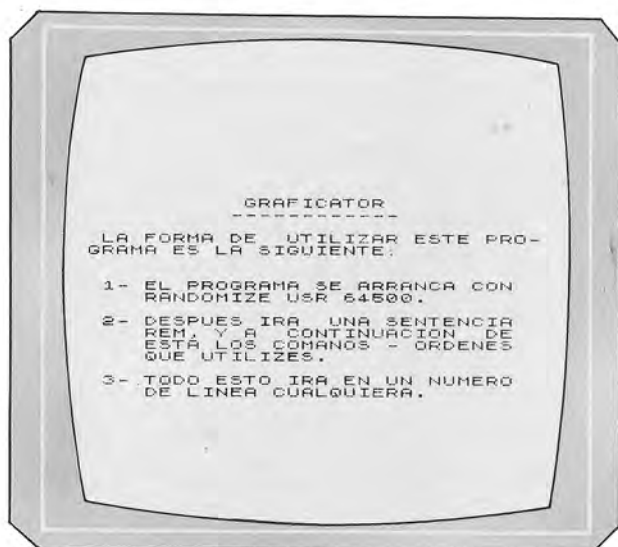 GRAFICATOR
------------
LA FORMA DE UTILIZAR ESTE PRO-
GRAMA ES LA SIGUIENTE:
1- EL PROGRAMA SE ARRANCA CON
RANDOMIZE USR 64500.
2- DESPUES IRA UNA SENTENCIA
REM, Y A CONTINUACION DE
ESTA LOS COMANOS - ORDENES
QUE UTILIZES.
3- TODO ESTO IRA EN UN NUMERO
DE LINEA CUALQUIERA.